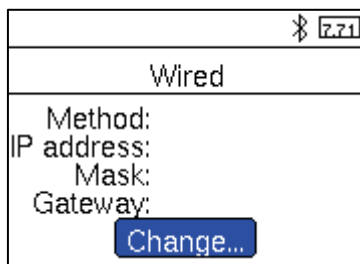 7.71
Wired
Method:
IP address:
Mask:
Gateway:
Change...